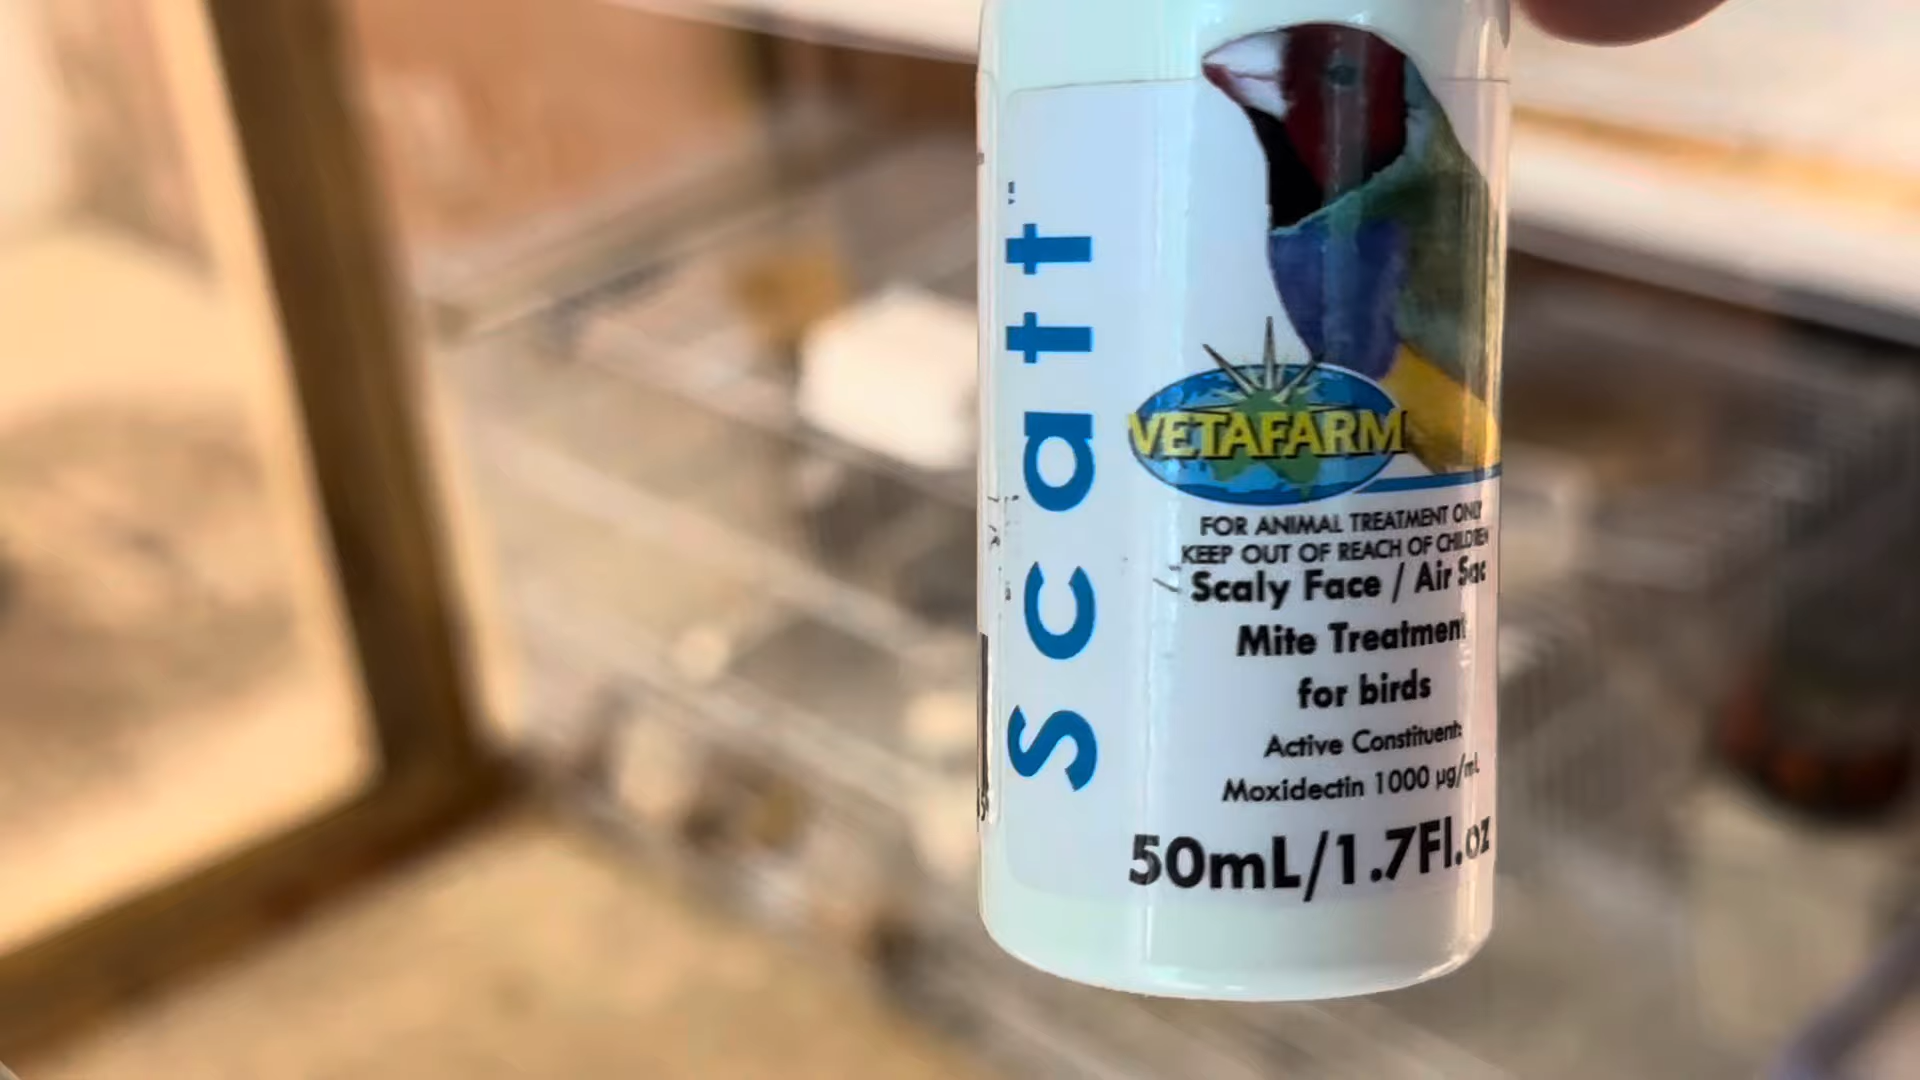 Scatt™
VETAFARM
FOR ANIMAL TREATMENT ONLY
KEEP OUT OF REACH OF CHILDREN
Scaly Face / Air Sac
Mite Treatment
for birds
Active Constituent:
Moxidectin 1000 µg/mL
50mL/1.7Fl.oz